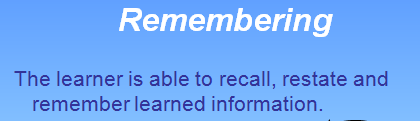 Remembering
The learner is able to recall, restate and
remember learned information.